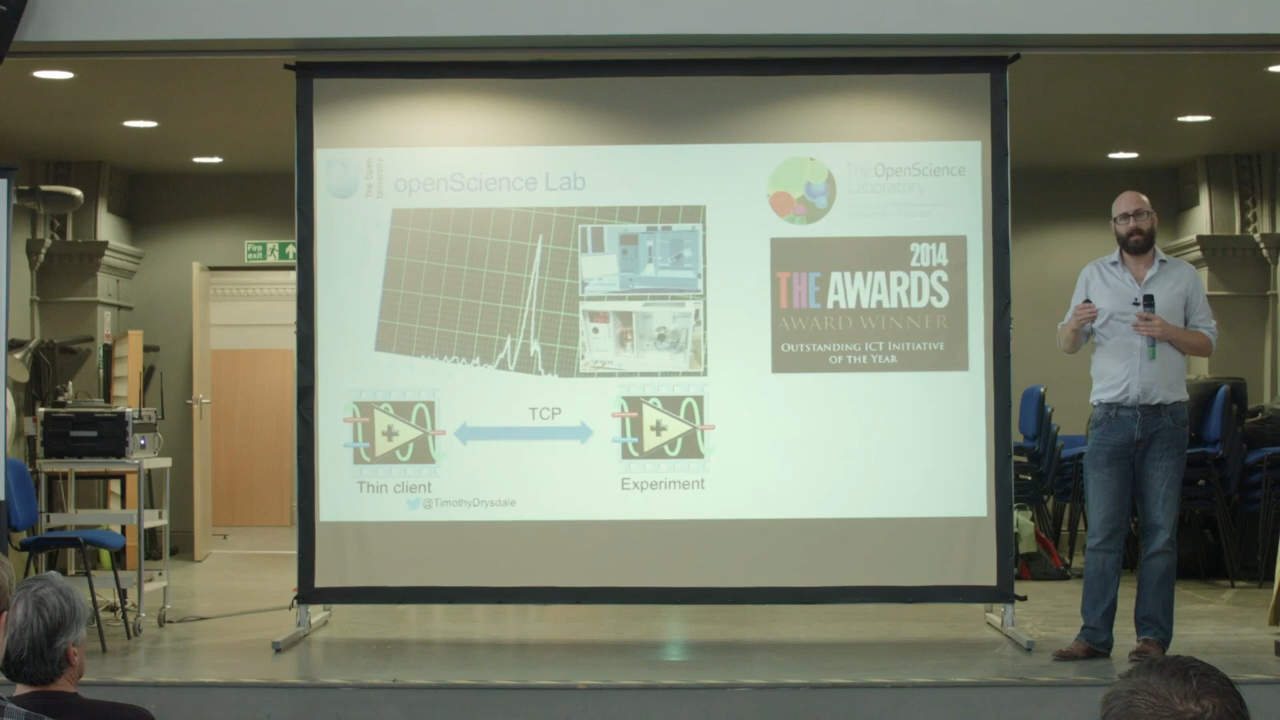 Fire
exit
The Open
University
openScience Lab
The OpenScience
Laboratory
2014
THE AWARDS
AWARD WINNER
OUTSTANDING ICT INITIATIVE
OF THE YEAR
TCP
Thin client
Experiment
@TimothyDrysdale